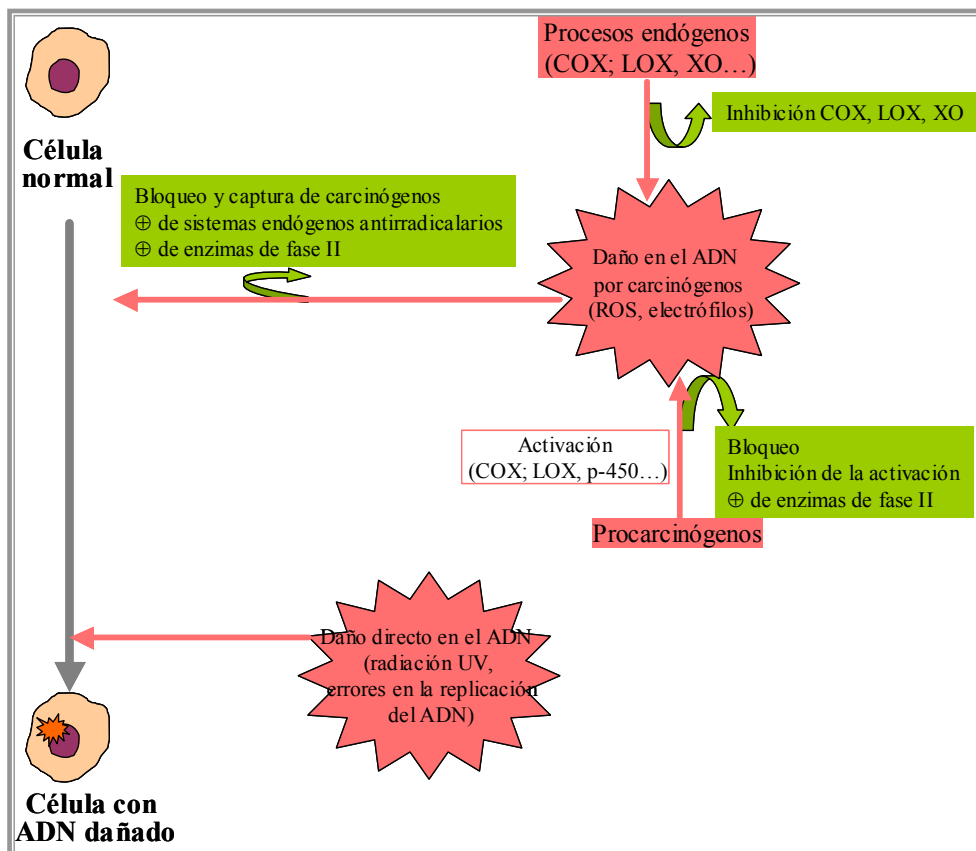 Procesos endógenos
(COX; LOX, XO…)
Inhibición COX, LOX, XO
Célula
normal
Bloqueo y captura de carcinógenos
⊕ de sistemas endógenos antirradicalarios
⊕ de enzimas de fase II
Daño en el ADN
por carcinógenos
(ROS, electrófilos)
Activación
(COX; LOX, p-450…)
Bloqueo
Inhibición de la activación
⊕ de enzimas de fase II
Procarcinógenos
Daño directo en el ADN
(radiación UV,
errores en la replicación
del ADN)
Célula con
ADN dañado